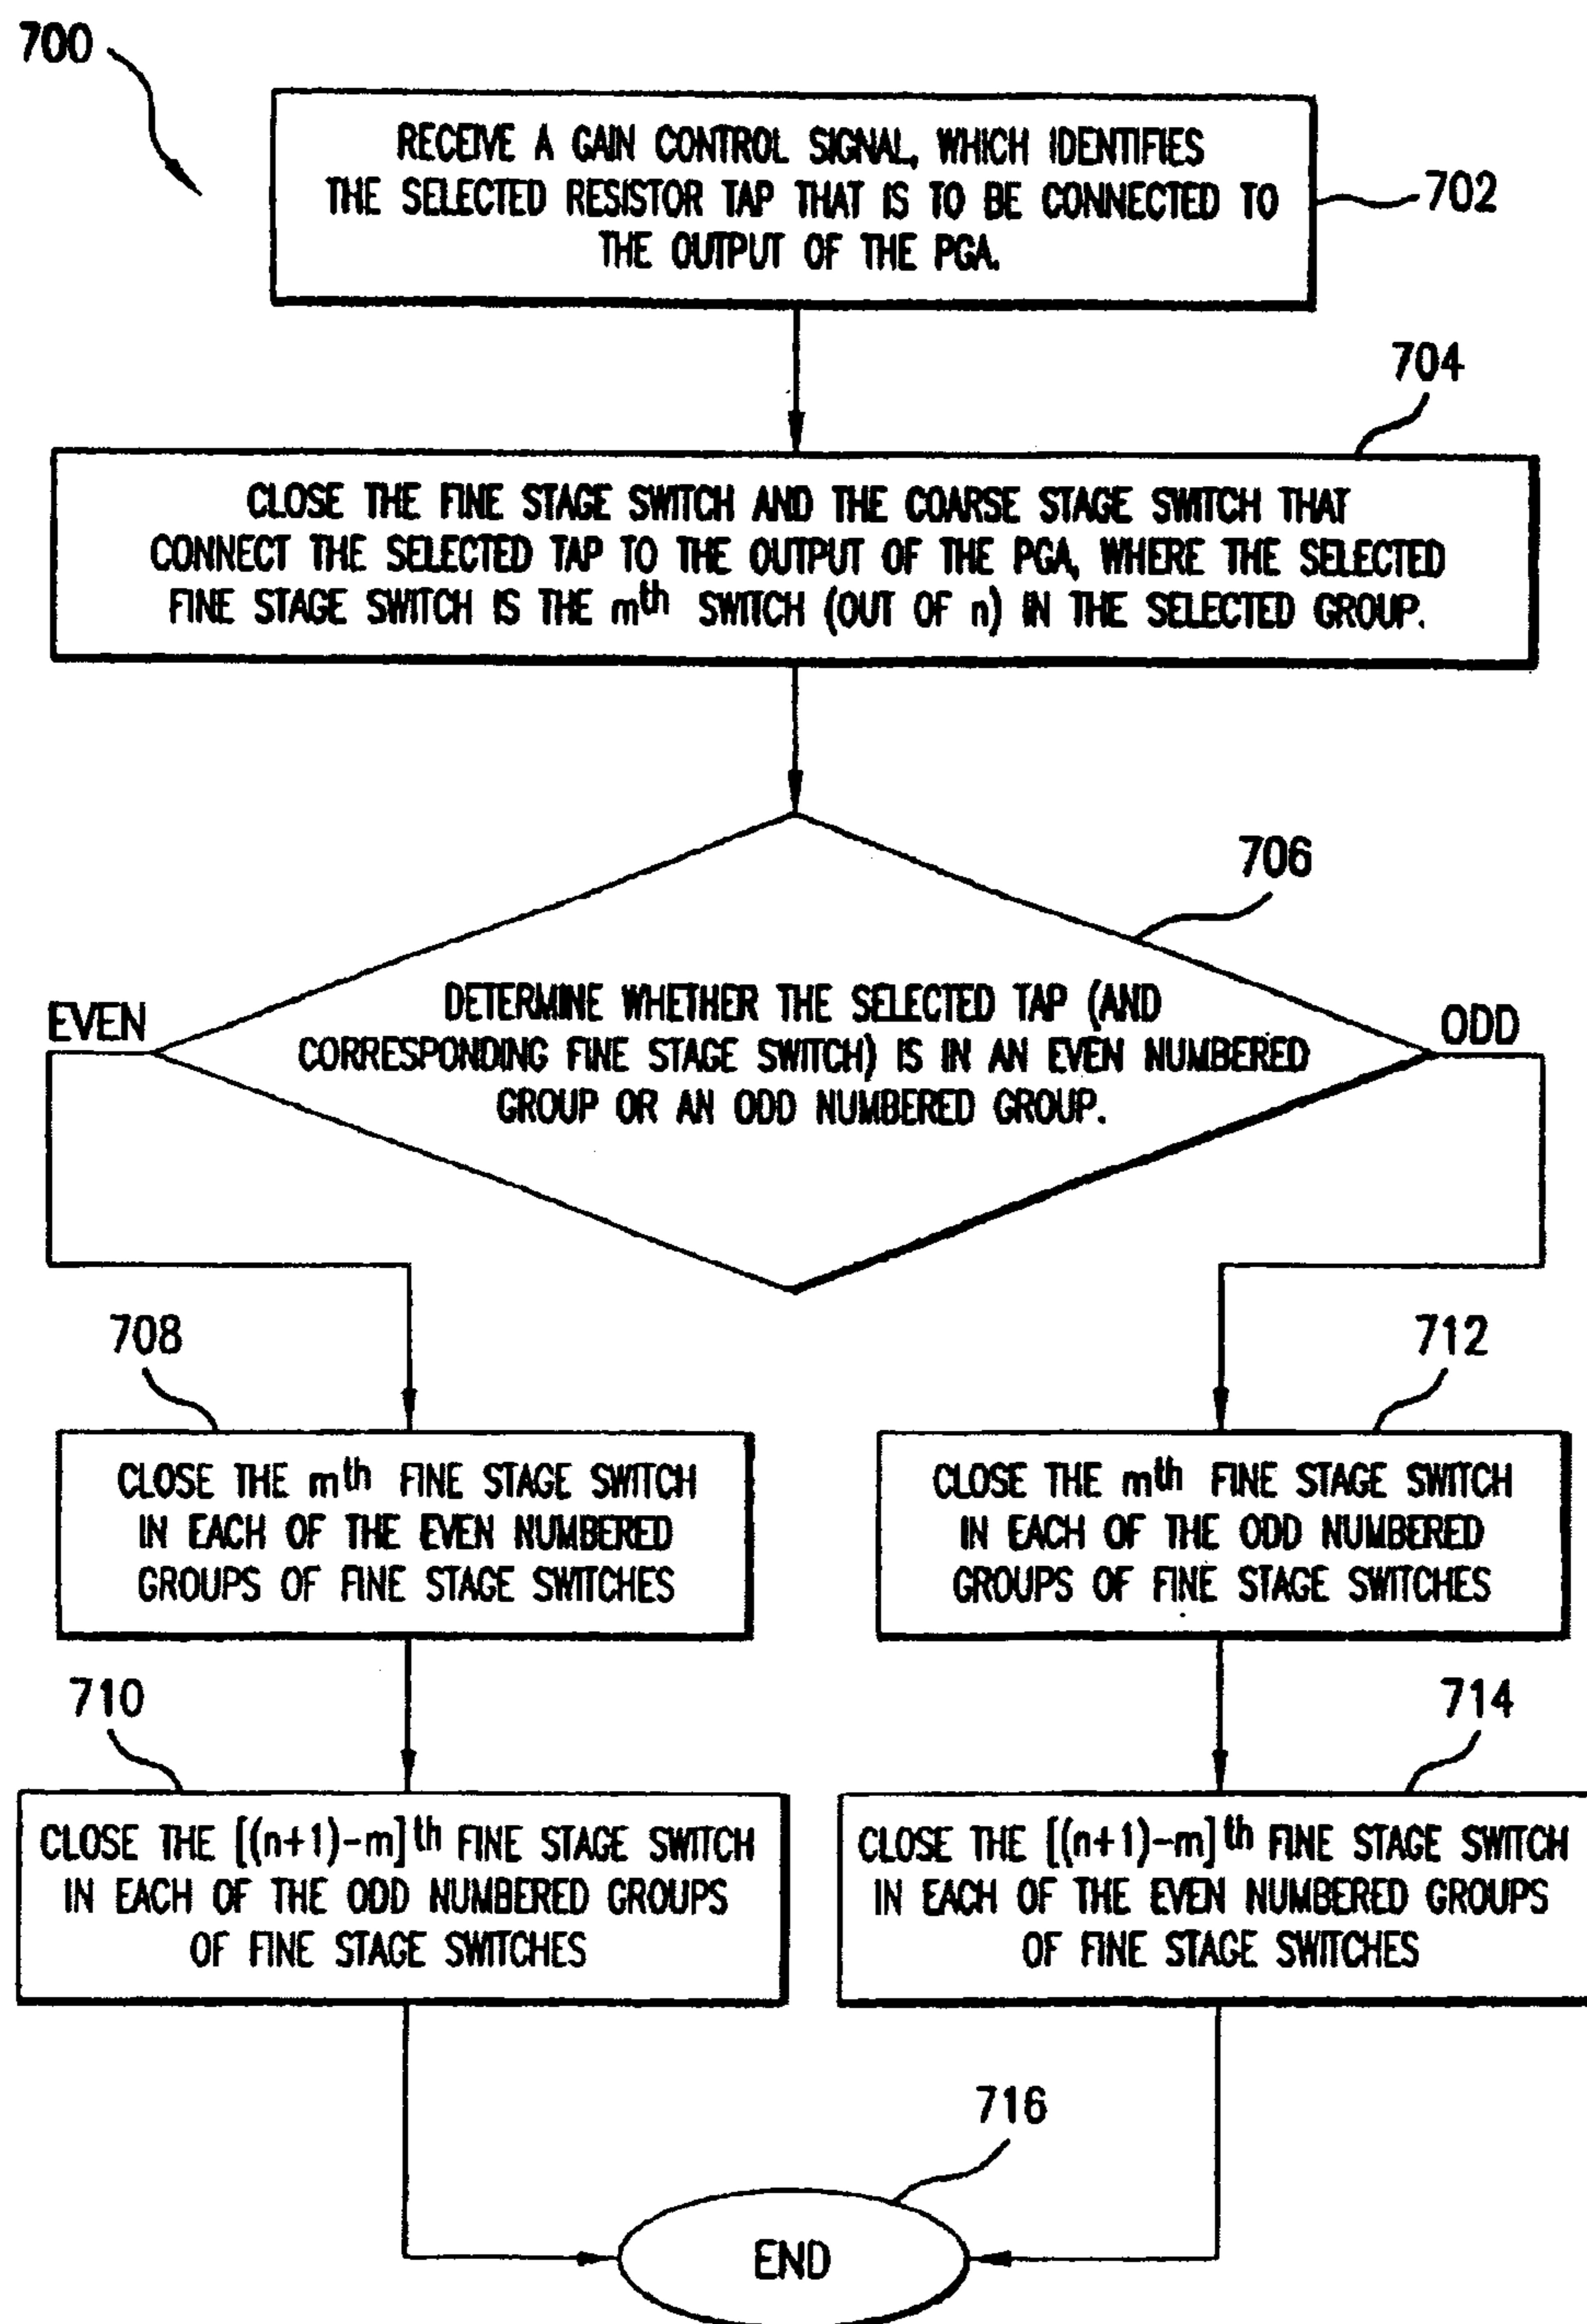 700
RECEIVE A GAIN CONTROL SIGNAL, WHICH IDENTIFIES
THE SELECTED RESISTOR TAP THAT IS TO BE CONNECTED TO
THE OUTPUT OF THE PGA.
702
704
CLOSE THE FINE STAGE SWITCH AND THE COARSE STAGE SWITCH THAT
CONNECT THE SELECTED TAP TO THE OUTPUT OF THE PGA, WHERE THE SELECTED
FINE STAGE SWITCH IS THE mth SWITCH (OUT OF n) IN THE SELECTED GROUP.
706
EVEN
DETERMINE WHETHER THE SELECTED TAP (AND
CORRESPONDING FINE STAGE SWITCH) IS IN AN EVEN NUMBERED
GROUP OR AN ODD NUMBERED GROUP.
ODD
708
CLOSE THE mth FINE STAGE SWITCH
IN EACH OF THE EVEN NUMBERED
GROUPS OF FINE STAGE SWITCHES
712
CLOSE THE mth FINE STAGE SWITCH
IN EACH OF THE ODD NUMBERED
GROUPS OF FINE STAGE SWITCHES
710
CLOSE THE [(n+1)-m]th FINE STAGE SWITCH
IN EACH OF THE ODD NUMBERED GROUPS
OF FINE STAGE SWITCHES
714
CLOSE THE [(n+1)-m]th FINE STAGE SWITCH
IN EACH OF THE EVEN NUMBERED GROUPS
OF FINE STAGE SWITCHES
716
END